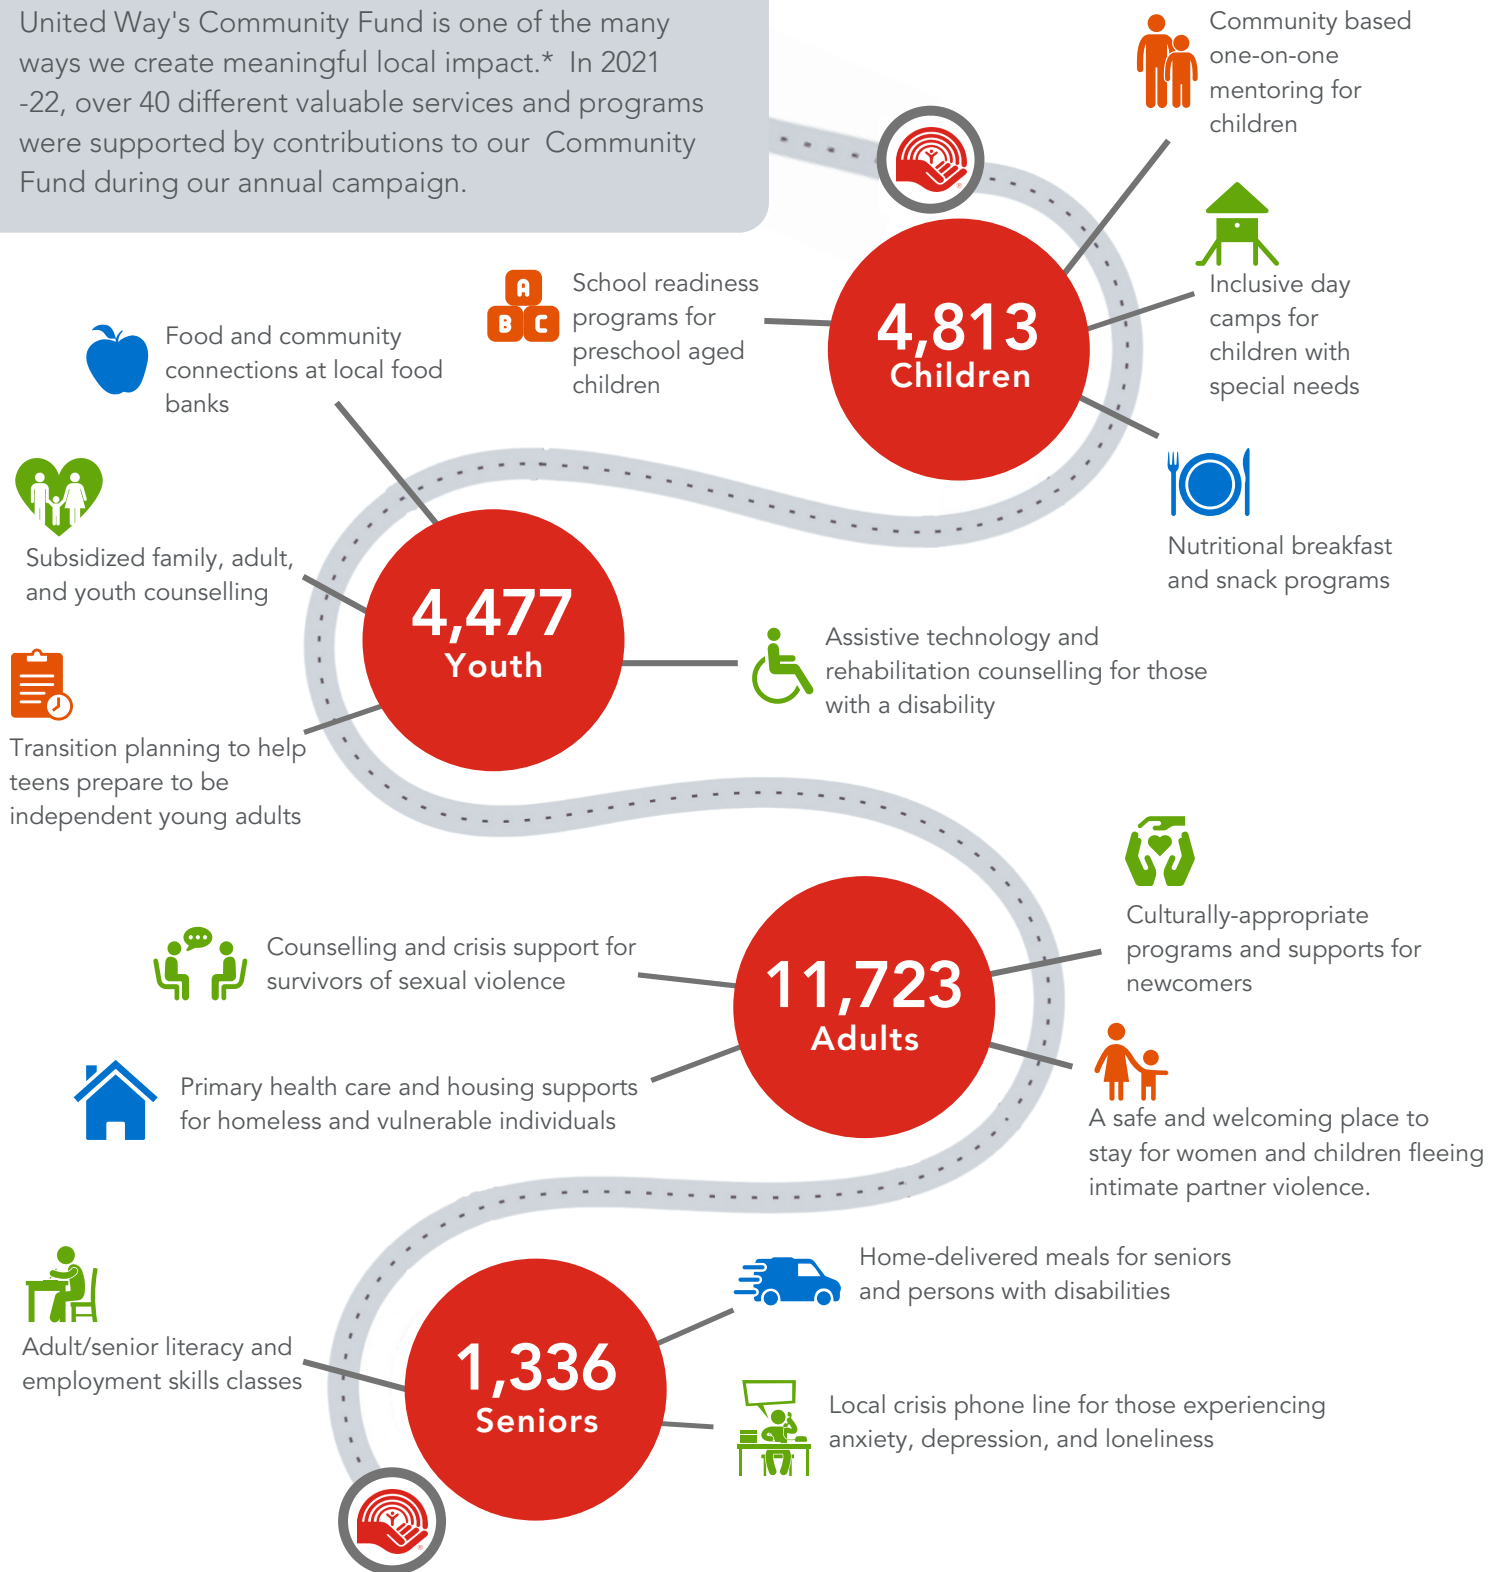 United Way's Community Fund is one of the many
ways we create meaningful local impact.* In 2021
-22, over 40 different valuable services and programs
were supported by contributions to our Community
Fund during our annual campaign.
Community based
one-on-one
mentoring for
children
A
B C
School readiness
programs for
preschool aged
children
4,813
Children
Inclusive day
camps for
children with
special needs
Nutritional breakfast
and snack programs
Food and community
connections at local food
banks
Subsidized family, adult,
and youth counselling
4,477
Youth
Assistive technology and
rehabilitation counselling for those
with a disability
Transition planning to help
teens prepare to be
independent young adults
Counselling and crisis support for
survivors of sexual violence
11,723
Adults
Culturally-appropriate
programs and supports for
newcomers
Primary health care and housing supports
for homeless and vulnerable individuals
A safe and welcoming place to
stay for women and children fleeing
intimate partner violence.
Adult/senior literacy and
employment skills classes
1,336
Seniors
Home-delivered meals for seniors
and persons with disabilities
Local crisis phone line for those experiencing
anxiety, depression, and loneliness